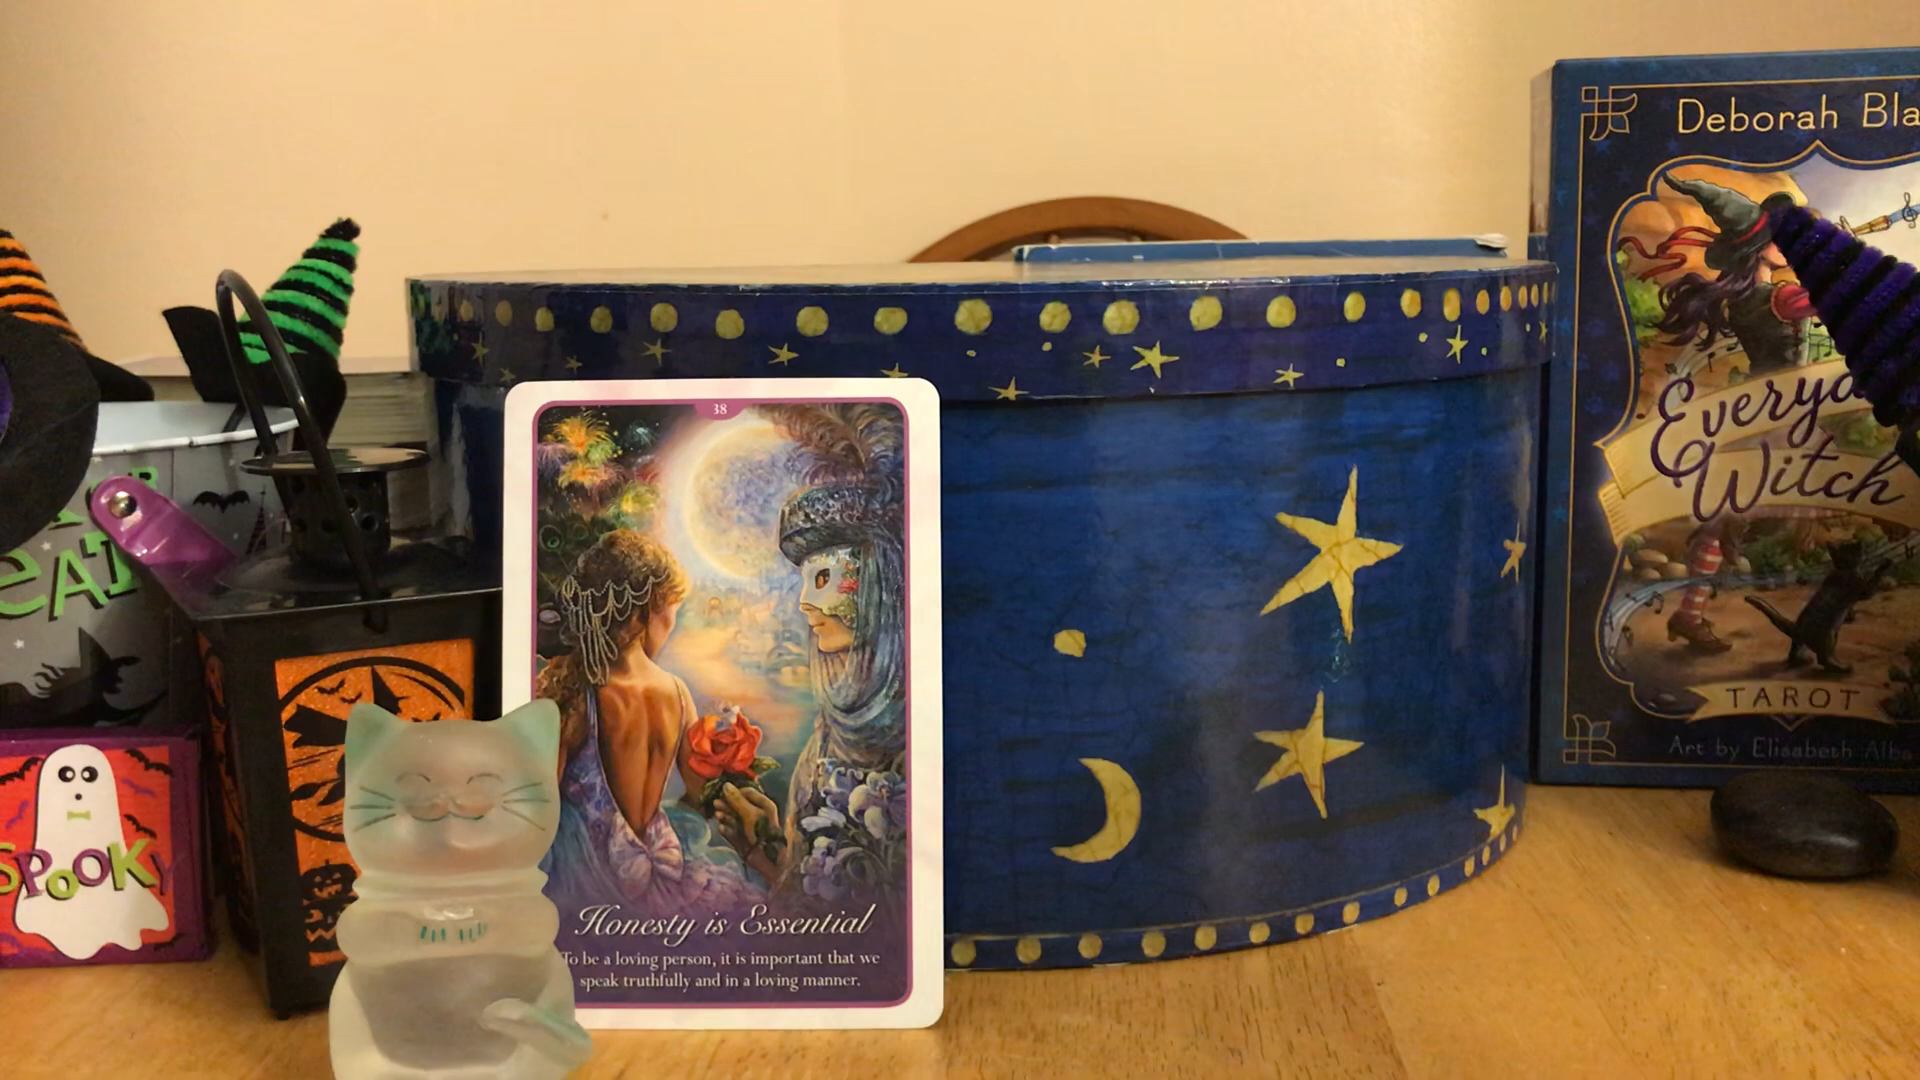 eAT
SPOOKY
38
Honesty is Essential
To be a loving person, it is important that we
speak truthfully and in a loving manner.
Deborah Bla
Everyd
Witch
TAROT
Art by Elisabeth Alba